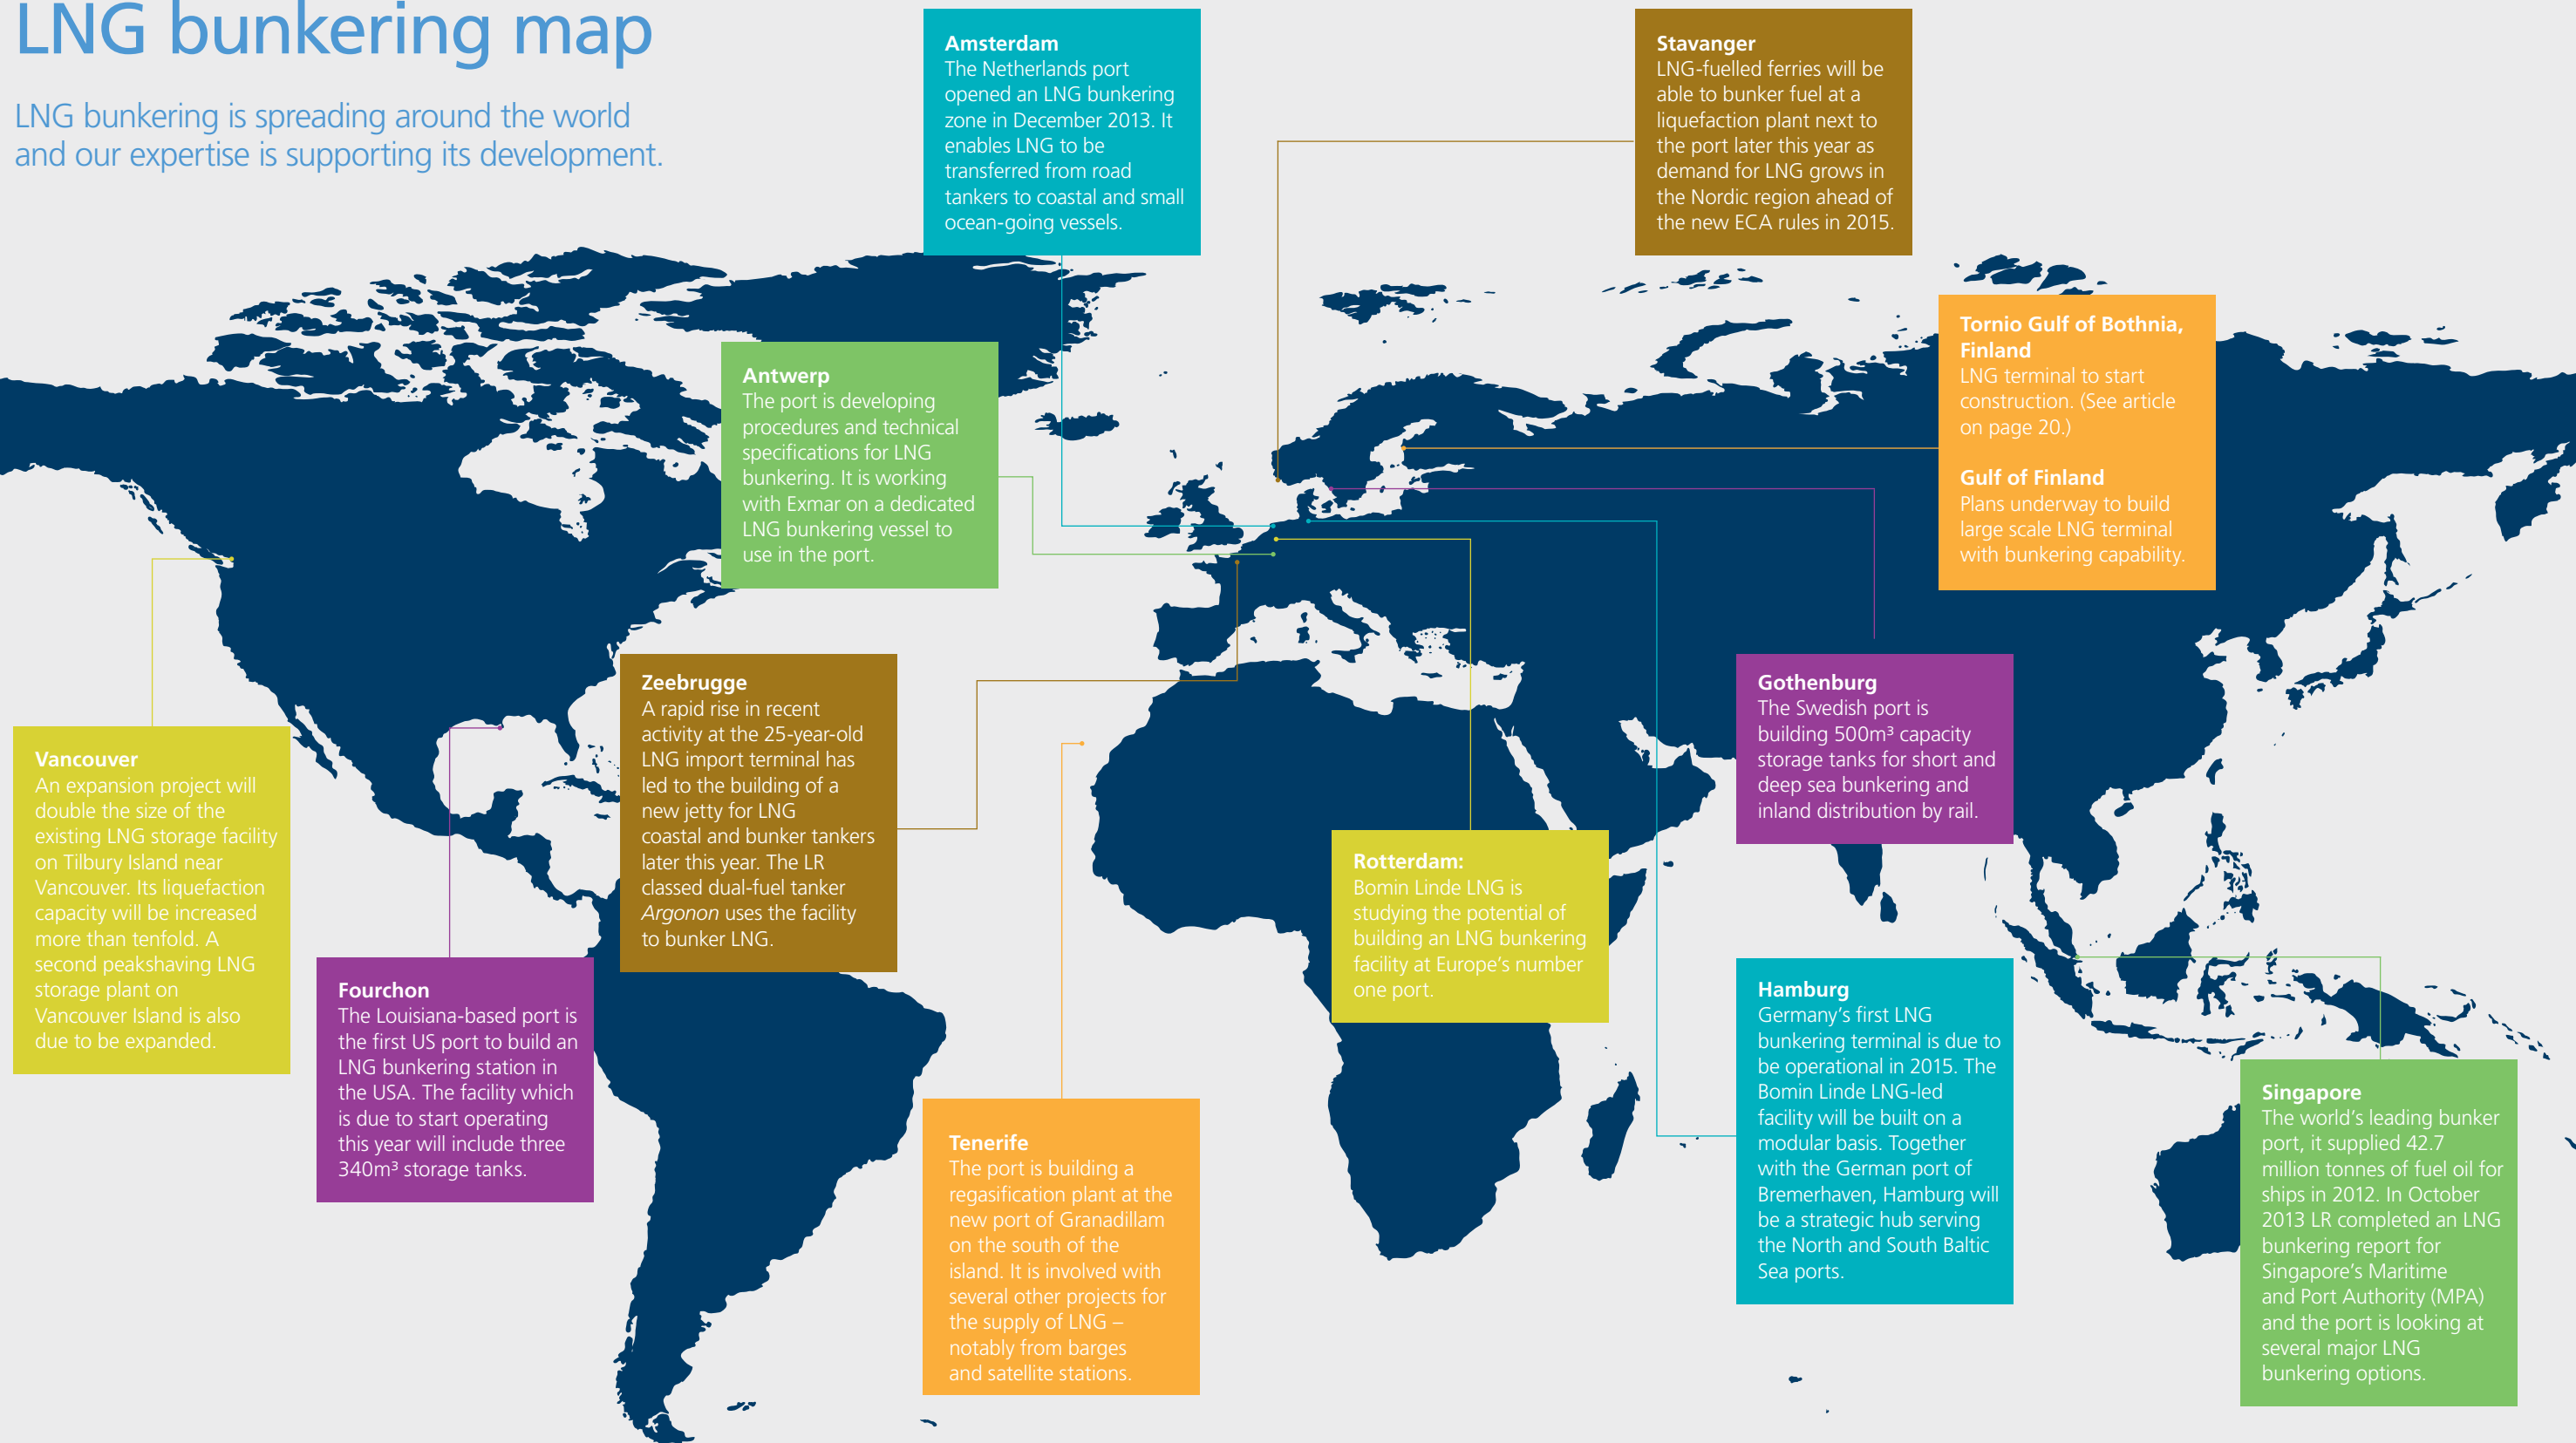 LNG bunkering map
LNG bunkering is spreading around the world
and our expertise is supporting its development.
Amsterdam
The Netherlands port
opened an LNG bunkering
zone in December 2013. It
enables LNG to be
transferred from road
tankers to coastal and small
ocean-going vessels.
Stavanger
LNG-fuelled ferries will be
able to bunker fuel at a
liquefaction plant next to
the port later this year as
demand for LNG grows in
the Nordic region ahead of
the new ECA rules in 2015.
Tornio Gulf of Bothnia,
Finland
LNG terminal to start
construction. (See article
on page 20.)
Gulf of Finland
Plans underway to build
large scale LNG terminal
with bunkering capability.
Antwerp
The port is developing
procedures and technical
specifications for LNG
bunkering. It is working
with Exmar on a dedicated
LNG bunkering vessel to
use in the port.
Zeebrugge
A rapid rise in recent
activity at the 25-year-old
LNG import terminal has
led to the building of a
new jetty for LNG
coastal and bunker tankers
later this year. The LR
classed dual-fuel tanker
Argonon uses the facility
to bunker LNG.
Gothenburg
The Swedish port is
building 500m³ capacity
storage tanks for short and
deep sea bunkering and
inland distribution by rail.
Vancouver
An expansion project will
double the size of the
existing LNG storage facility
on Tilbury Island near
Vancouver. Its liquefaction
capacity will be increased
more than tenfold. A
second peakshaving LNG
storage plant on
Vancouver Island is also
due to be expanded.
Rotterdam:
Bomin Linde LNG is
studying the potential of
building an LNG bunkering
facility at Europe's number
one port.
Fourchon
The Louisiana-based port is
the first US port to build an
LNG bunkering station in
the USA. The facility which
is due to start operating
this year will include three
340m³ storage tanks.
Hamburg
Germany's first LNG
bunkering terminal is due to
be operational in 2015. The
Bomin Linde LNG-led
facility will be built on a
modular basis. Together
with the German port of
Bremerhaven, Hamburg will
be a strategic hub serving
the North and South Baltic
Sea ports.
Tenerife
The port is building a
regasification plant at the
new port of Granadillam
on the south of the
island. It is involved with
several other projects for
the supply of LNG –
notably from barges
and satellite stations.
Singapore
The world's leading bunker
port, it supplied 42.7
million tonnes of fuel oil for
ships in 2012. In October
2013 LR completed an LNG
bunkering report for
Singapore's Maritime
and Port Authority (MPA)
and the port is looking at
several major LNG
bunkering options.